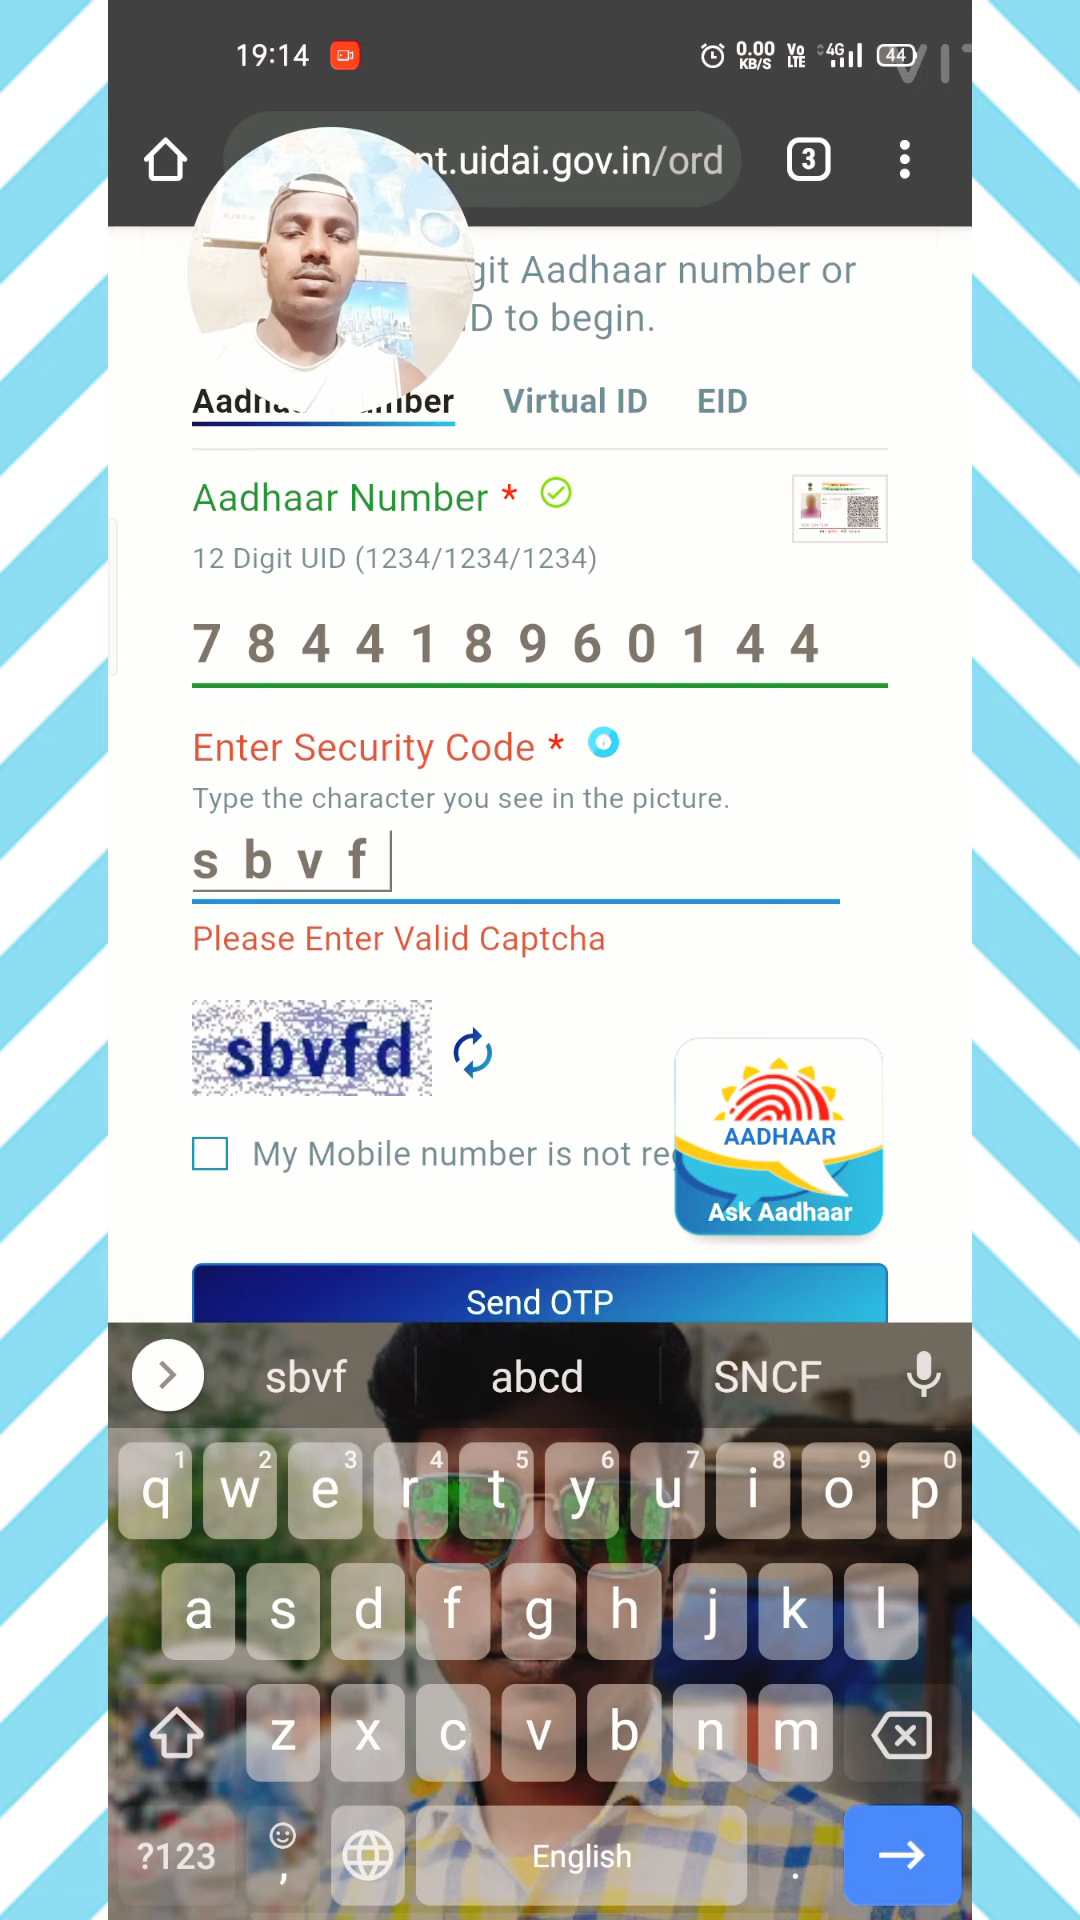 19:14
0.00 KB/S
Vo LTE
4G
44
nt.uidai.gov.in/ord
3
git Aadhaar number or
ID to begin.
Virtual ID
EID
Aadhaar Number *
12 Digit UID (1234/1234/1234)
7 8 4 4 1 8 9 6 0 1 4 4
Enter Security Code *
Type the character you see in the picture.
s b v f
Please Enter Valid Captcha
sbvfd
My Mobile number is not re
AADHAAR
Ask Aadhaar
Send OTP
sbvf abcd SNCF
1 2 3 4 5 6 7 8 9 0
q w e r t y u i o p
a s d f g h j k l
z x c v b n m
?123 , English .